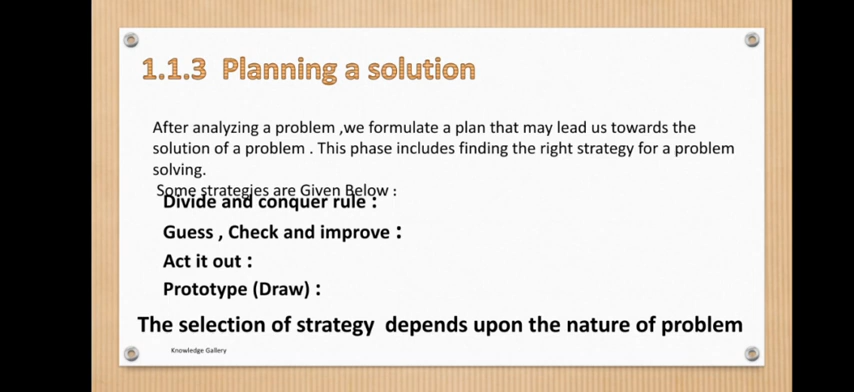 1.1.3 Planning a solution
After analyzing a problem ,we formulate a plan that may lead us towards the
solution of a problem . This phase includes finding the right strategy for a problem
solving.
Some strategies are Given Below :
Divide and conquer rule :
Guess , Check and improve :
Act it out :
Prototype (Draw) :
The selection of strategy depends upon the nature of problem
Knowledge Gallery